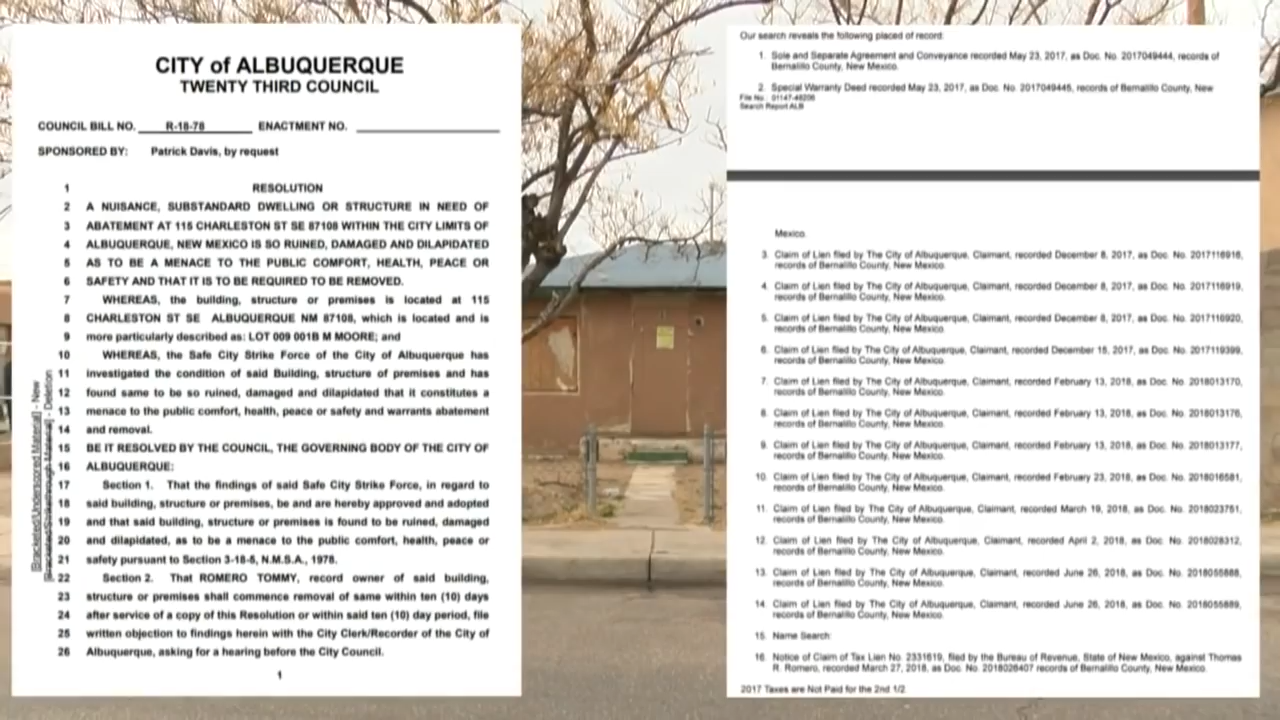 CITY of ALBUQUERQUE
TWENTY THIRD COUNCIL
COUNCIL BILL NO. R-18-78 ENACTMENT NO.
SPONSORED BY: Patrick Davis, by request
1 RESOLUTION
2 A NUISANCE, SUBSTANDARD DWELLING OR STRUCTURE IN NEED OF
3 ABATEMENT AT 115 CHARLESTON ST SE 87108 WITHIN THE CITY LIMITS OF
4 ALBUQUERQUE, NEW MEXICO IS SO RUINED, DAMAGED AND DILAPIDATED
5 AS TO BE A MENACE TO THE PUBLIC COMFORT, HEALTH, PEACE OR
6 SAFETY AND THAT IT IS TO BE REQUIRED TO BE REMOVED.
7 WHEREAS, the building, structure or premises is located at 115
8 CHARLESTON ST SE ALBUQUERQUE NM 87108, which is located and is
9 more particularly described as: LOT 009 001B M MOORE; and
10 WHEREAS, the Safe City Strike Force of the City of Albuquerque has
11 investigated the condition of said Building, structure of premises and has
12 found same to be so ruined, damaged and dilapidated that it constitutes a
13 menace to the public comfort, health, peace or safety and warrants abatement
14 and removal.
15 BE IT RESOLVED BY THE COUNCIL, THE GOVERNING BODY OF THE CITY OF
16 ALBUQUERQUE:
17 Section 1. That the findings of said Safe City Strike Force, in regard to
18 said building, structure or premises, be and are hereby approved and adopted
19 and that said building, structure or premises is found to be ruined, damaged
20 and dilapidated, as to be a menace to the public comfort, health, peace or
21 safety pursuant to Section 3-18-5, N.M.S.A., 1978.
22 Section 2. That ROMERO TOMMY, record owner of said building,
23 structure or premises shall commence removal of same within ten (10) days
24 after service of a copy of this Resolution or within said ten (10) day period, file
25 written objection to findings herein with the City Clerk/Recorder of the City of
26 Albuquerque, asking for a hearing before the City Council.
1
[Bracketed/Underscored Material] - New
[Bracketed/Strikethrough Material] - Deletion
Our search reveals the following placed of record:
1. Sole and Separate Agreement and Conveyance recorded May 23, 2017, as Doc. No. 2017049444, records of
Bernalillo County, New Mexico.
2. Special Warranty Deed recorded May 23, 2017, as Doc. No. 2017049445, records of Bernalillo County, New
File No.: 01147-48206
Search Report ALB
Mexico.
3. Claim of Lien filed by The City of Albuquerque, Claimant, recorded December 8, 2017, as Doc. No. 2017116918,
records of Bernalillo County, New Mexico.
4. Claim of Lien filed by The City of Albuquerque, Claimant, recorded December 8, 2017, as Doc. No. 2017116919,
records of Bernalillo County, New Mexico.
5. Claim of Lien filed by The City of Albuquerque, Claimant, recorded December 8, 2017, as Doc. No. 2017116920,
records of Bernalillo County, New Mexico.
6. Claim of Lien filed by The City of Albuquerque, Claimant, recorded December 15, 2017, as Doc. No. 2017119399,
records of Bernalillo County, New Mexico.
7. Claim of Lien filed by The City of Albuquerque, Claimant, recorded February 13, 2018, as Doc. No. 2018013170,
records of Bernalillo County, New Mexico.
8. Claim of Lien filed by The City of Albuquerque, Claimant, recorded February 13, 2018, as Doc. No. 2018013176,
records of Bernalillo County, New Mexico.
9. Claim of Lien filed by The City of Albuquerque, Claimant, recorded February 13, 2018, as Doc. No. 2018013177,
records of Bernalillo County, New Mexico.
10. Claim of Lien filed by The City of Albuquerque, Claimant, recorded February 23, 2018, as Doc. No. 2018016581,
records of Bernalillo County, New Mexico.
11. Claim of Lien filed by The City of Albuquerque, Claimant, recorded March 19, 2018, as Doc. No. 2018023751,
records of Bernalillo County, New Mexico.
12. Claim of Lien filed by The City of Albuquerque, Claimant, recorded April 2, 2018, as Doc. No. 2018028312,
records of Bernalillo County, New Mexico.
13. Claim of Lien filed by The City of Albuquerque, Claimant, recorded June 26, 2018, as Doc. No. 2018055888,
records of Bernalillo County, New Mexico.
14. Claim of Lien filed by The City of Albuquerque, Claimant, recorded June 26, 2018, as Doc. No. 2018055889,
records of Bernalillo County, New Mexico.
15. Name Search:
16. Notice of Claim of Tax Lien No. 2331619, filed by the Bureau of Revenue, State of New Mexico, against Thomas
R. Romero, recorded March 27, 2018, as Doc. No. 2018026407 records of Bernalillo County, New Mexico.
2017 Taxes are Not Paid for the 2nd 1/2